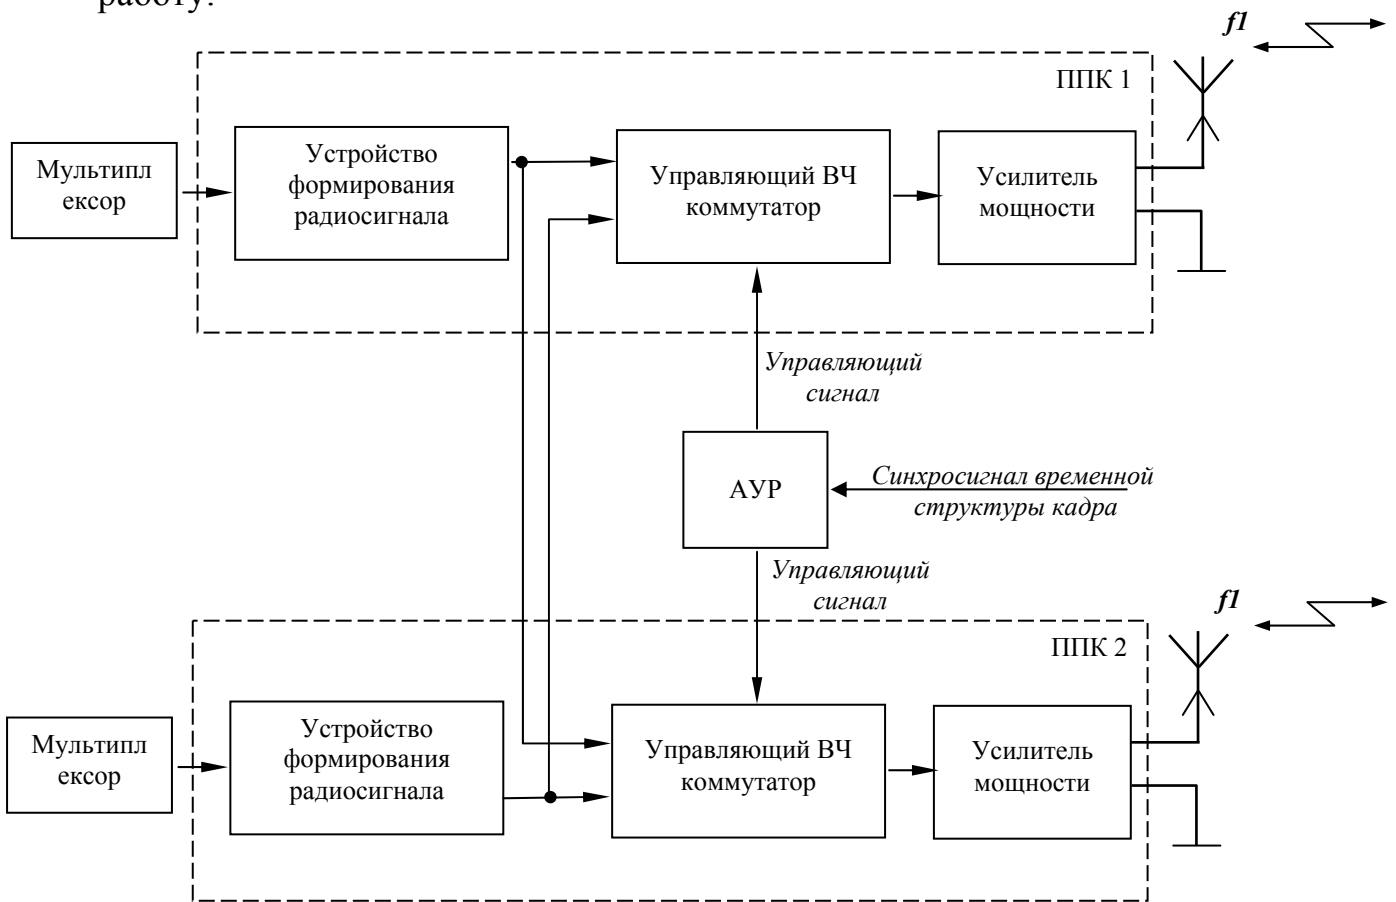 работу.
f1
ППК 1
Мультипл
ексор
Устройство
формирования
радиосигнала
Управляющий ВЧ
коммутатор
Усилитель
мощности
Управляющий
сигнал
АУР
Синхросигнал временной
структуры кадра
Управляющий
сигнал
f1
ППК 2
Мультипл
ексор
Устройство
формирования
радиосигнала
Управляющий ВЧ
коммутатор
Усилитель
мощности